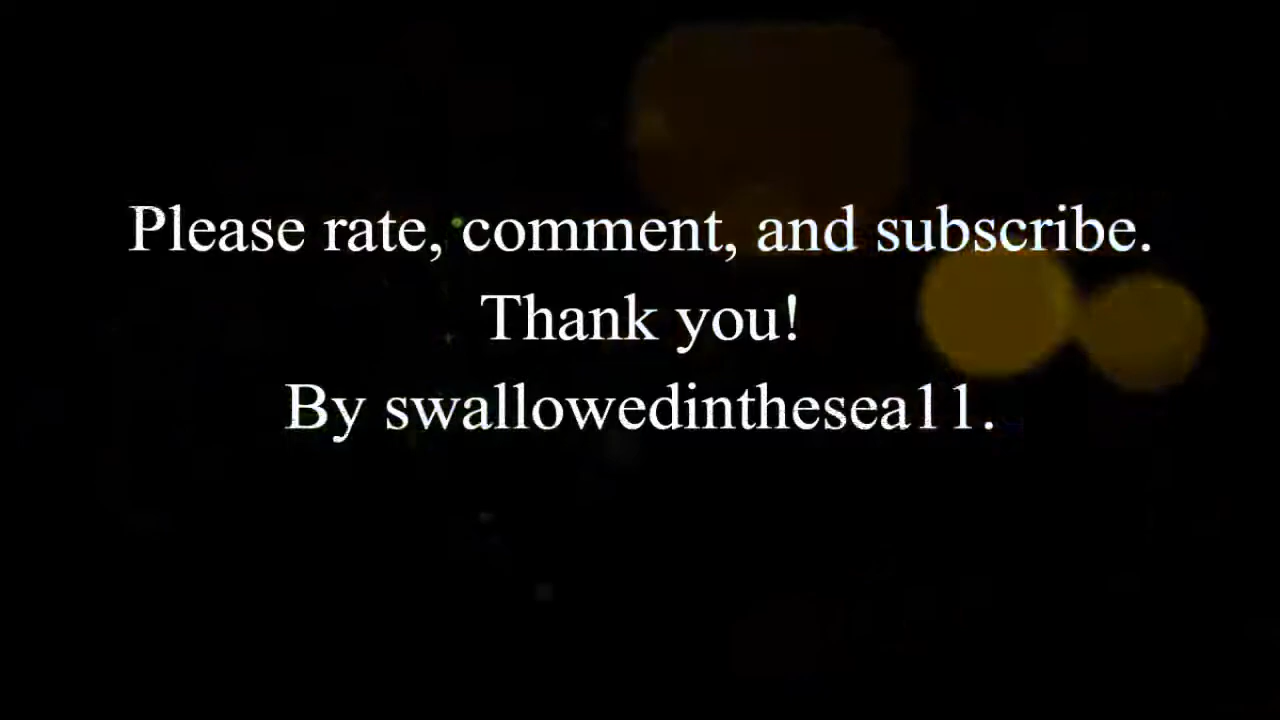 Please rate, comment, and subscribe.
Thank you!
By swallowedinthesea11.